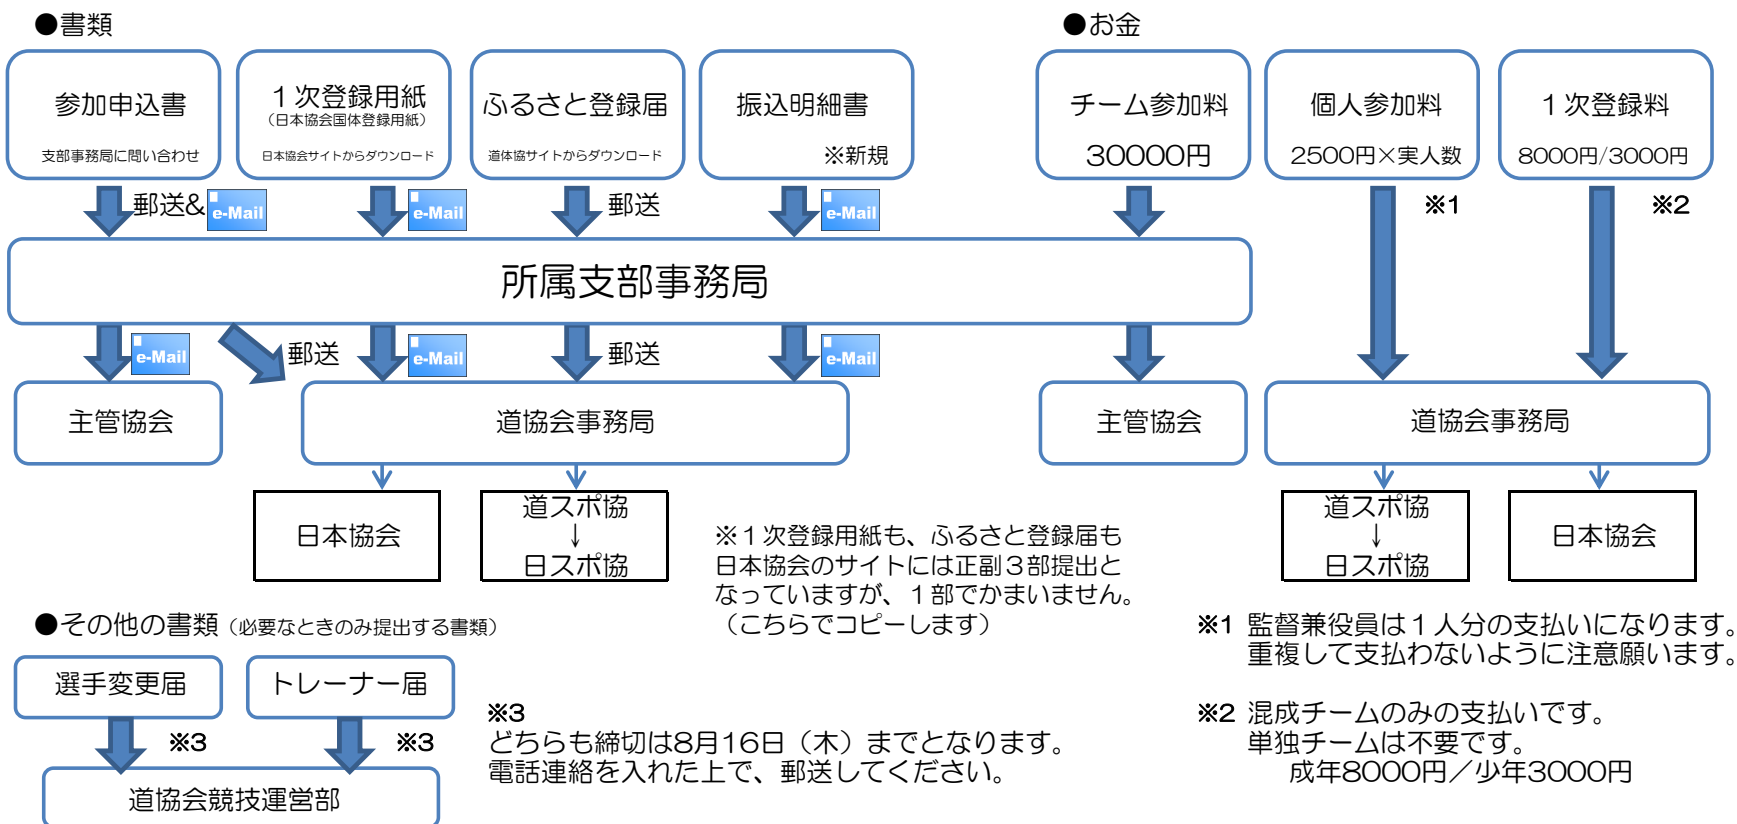 ●書類
●お金
参加申込書
支部事務局に問い合わせ
１次登録用紙
（日本協会国体登録用紙）
日本協会サイトからダウンロード
ふるさと登録届
道体協サイトからダウンロード
振込明細書
※新規
チーム参加料
30000円
個人参加料
2500円×実人数
１次登録料
8000円/3000円
郵送&
e-Mail
e-Mail
郵送
e-Mail
※1
※2
所属支部事務局
e-Mail
郵送
e-Mail
郵送
e-Mail
主管協会
道協会事務局
主管協会
道協会事務局
日本協会
道スポ協
↓
日スポ協
道スポ協
↓
日スポ協
日本協会
※１次登録用紙も、ふるさと登録届も
日本協会のサイトには正副３部提出と
なっていますが、１部でかまいません。
（こちらでコピーします）
●その他の書類（必要なときのみ提出する書類）
選手変更届
トレーナー届
※3
※3
道協会競技運営部
※3
どちらも締切は8月16日（木）までとなります。
電話連絡を入れた上で、郵送してください。
※1 監督兼役員は１人分の支払いになります。
重複して支払わないように注意願います。
※2 混成チームのみの支払いです。
単独チームは不要です。
成年8000円／少年3000円